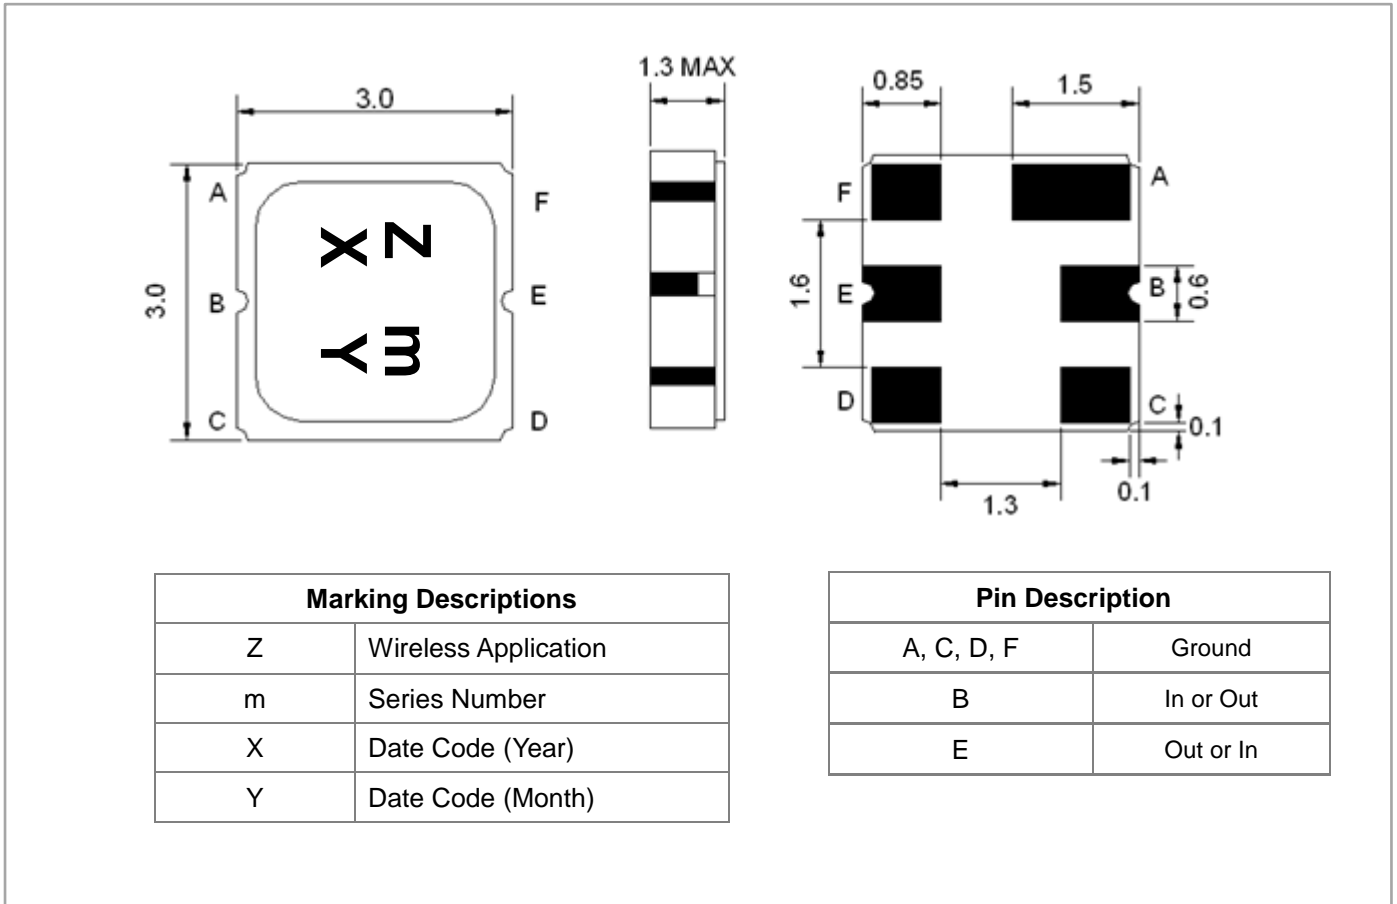 1.3 MAX
3.0
0.85
1.5
A
F
F
A
Z
X
3.0
B
E
1.6
E
B
0.6
m
Y
C
D
D
C
0.1
0.1
1.3
Marking Descriptions
Z Wireless Application
m Series Number
X Date Code (Year)
Y Date Code (Month)
Pin Description
A, C, D, F Ground
B In or Out
E Out or In